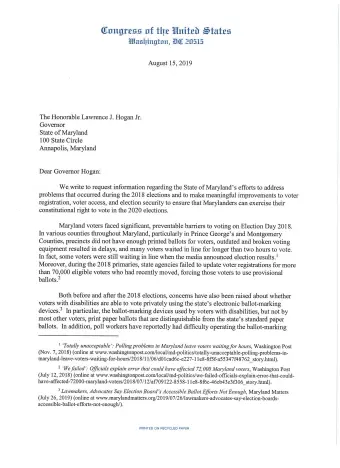 Congress of the United States
Washington, DC 20515
August 15, 2019
The Honorable Lawrence J. Hogan Jr.
Governor
State of Maryland
100 State Circle
Annapolis, Maryland
Dear Governor Hogan:
We write to request information regarding the State of Maryland's efforts to address
problems that occurred during the 2018 elections and to make meaningful improvements to voter
registration, voter access, and election security to ensure that Marylanders can exercise their
constitutional right to vote in the 2020 elections.
Maryland voters faced significant, preventable barriers to voting on Election Day 2018.
In various counties throughout Maryland, particularly in Prince George's and Montgomery
Counties, precincts did not have enough printed ballots for voters, outdated and broken voting
equipment resulted in delays, and many voters waited in line for longer than two hours to vote.
In fact, some voters were still waiting in line when the media announced election results.1
Moreover, during the 2018 primaries, state agencies failed to update voter registrations for more
than 70,000 eligible voters who had recently moved, forcing those voters to use provisional
ballots.2
Both before and after the 2018 elections, concerns have also been raised about whether
voters with disabilities are able to vote privately using the state's electronic ballot-marking
devices.3 In particular, the ballot-marking devices used by voters with disabilities, but not by
most other voters, print paper ballots that are distinguishable from the state's standard paper
ballots. In addition, poll workers have reportedly had difficulty operating the ballot-marking
1 'Totally unacceptable': Polling problems in Maryland leave voters waiting for hours, Washington Post
(Nov. 7, 2018) (online at www.washingtonpost.com/local/md-politics/totally-unacceptable-polling-problems-in-
maryland-leave-voters-waiting-for-hours/2018/11/06/
2 'We failed': Officials explain error that could have affected 72,000 Maryland voters, Washington Post
(July 12, 2018) (online at www.washingtonpost.com/local/md-politics/we-failed-officials-explain-error-that-could-
have-affected-72000-maryland-voters/2018/07/12/
3 Lawmakers, Advocates Say Election Board's Accessible Ballot Efforts Not Enough, Maryland Matters
(July 26, 2019) (online at www.marylandmatters.org/2019/07/26/lawmakers-advocates-say-election-boards-
accessible-ballot-efforts-not-enough/).
PRINTED ON RECYCLED PAPER